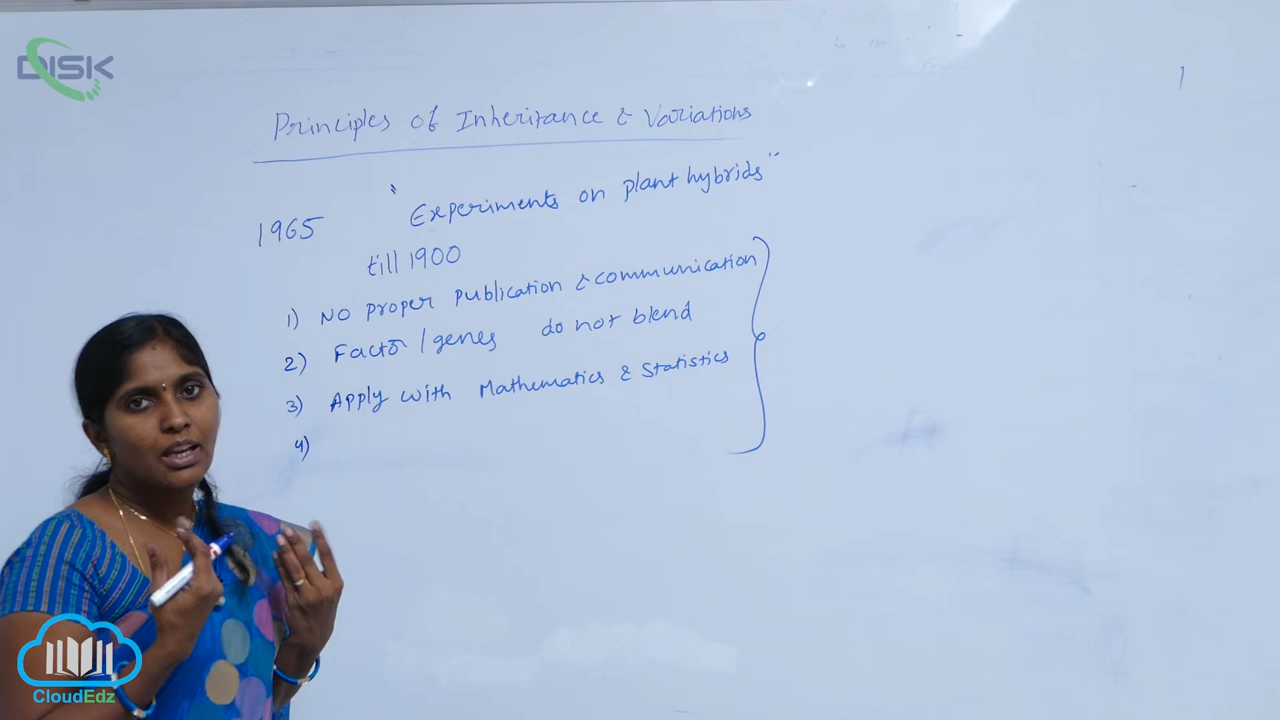 DISK
Principles of Inheritance & Variations
1965 "Experiments on plant hybrids"
till 1900
1) No proper publication & communication
2) Factor / genes do not blend
3) Apply with Mathematics & Statistics
4)
CloudEdz